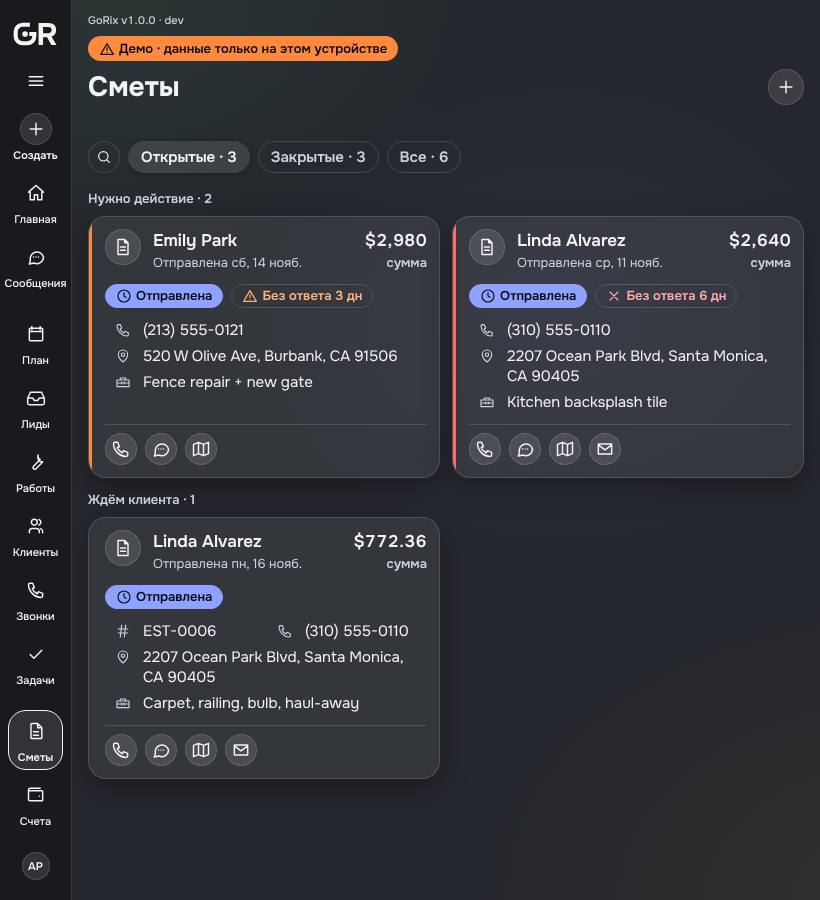 GR
Создать
Главная
Сообщения
План
Лиды
Работы
Клиенты
Звонки
Задачи
Сметы
Счета
AP
GoRix v1.0.0 · dev
Демо · данные только на этом устройстве
Сметы
Открытые · 3
Закрытые · 3
Все · 6
Нужно действие · 2
Emily Park
$2,980
Отправлена сб, 14 нояб.
сумма
Отправлена
Без ответа 3 дн
(213) 555-0121
520 W Olive Ave, Burbank, CA 91506
Fence repair + new gate
Linda Alvarez
$2,640
Отправлена ср, 11 нояб.
сумма
Отправлена
Без ответа 6 дн
(310) 555-0110
2207 Ocean Park Blvd, Santa Monica,
CA 90405
Kitchen backsplash tile
Ждём клиента · 1
Linda Alvarez
$772.36
Отправлена пн, 16 нояб.
сумма
Отправлена
EST-0006
(310) 555-0110
2207 Ocean Park Blvd, Santa Monica,
CA 90405
Carpet, railing, bulb, haul-away